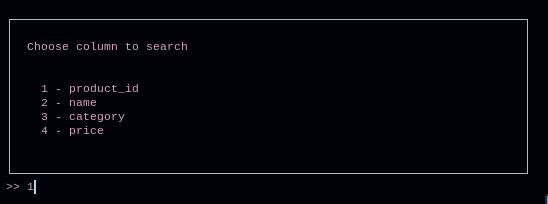 Choose column to search
1 - product_id
2 - name
3 - category
4 - price
>> 1